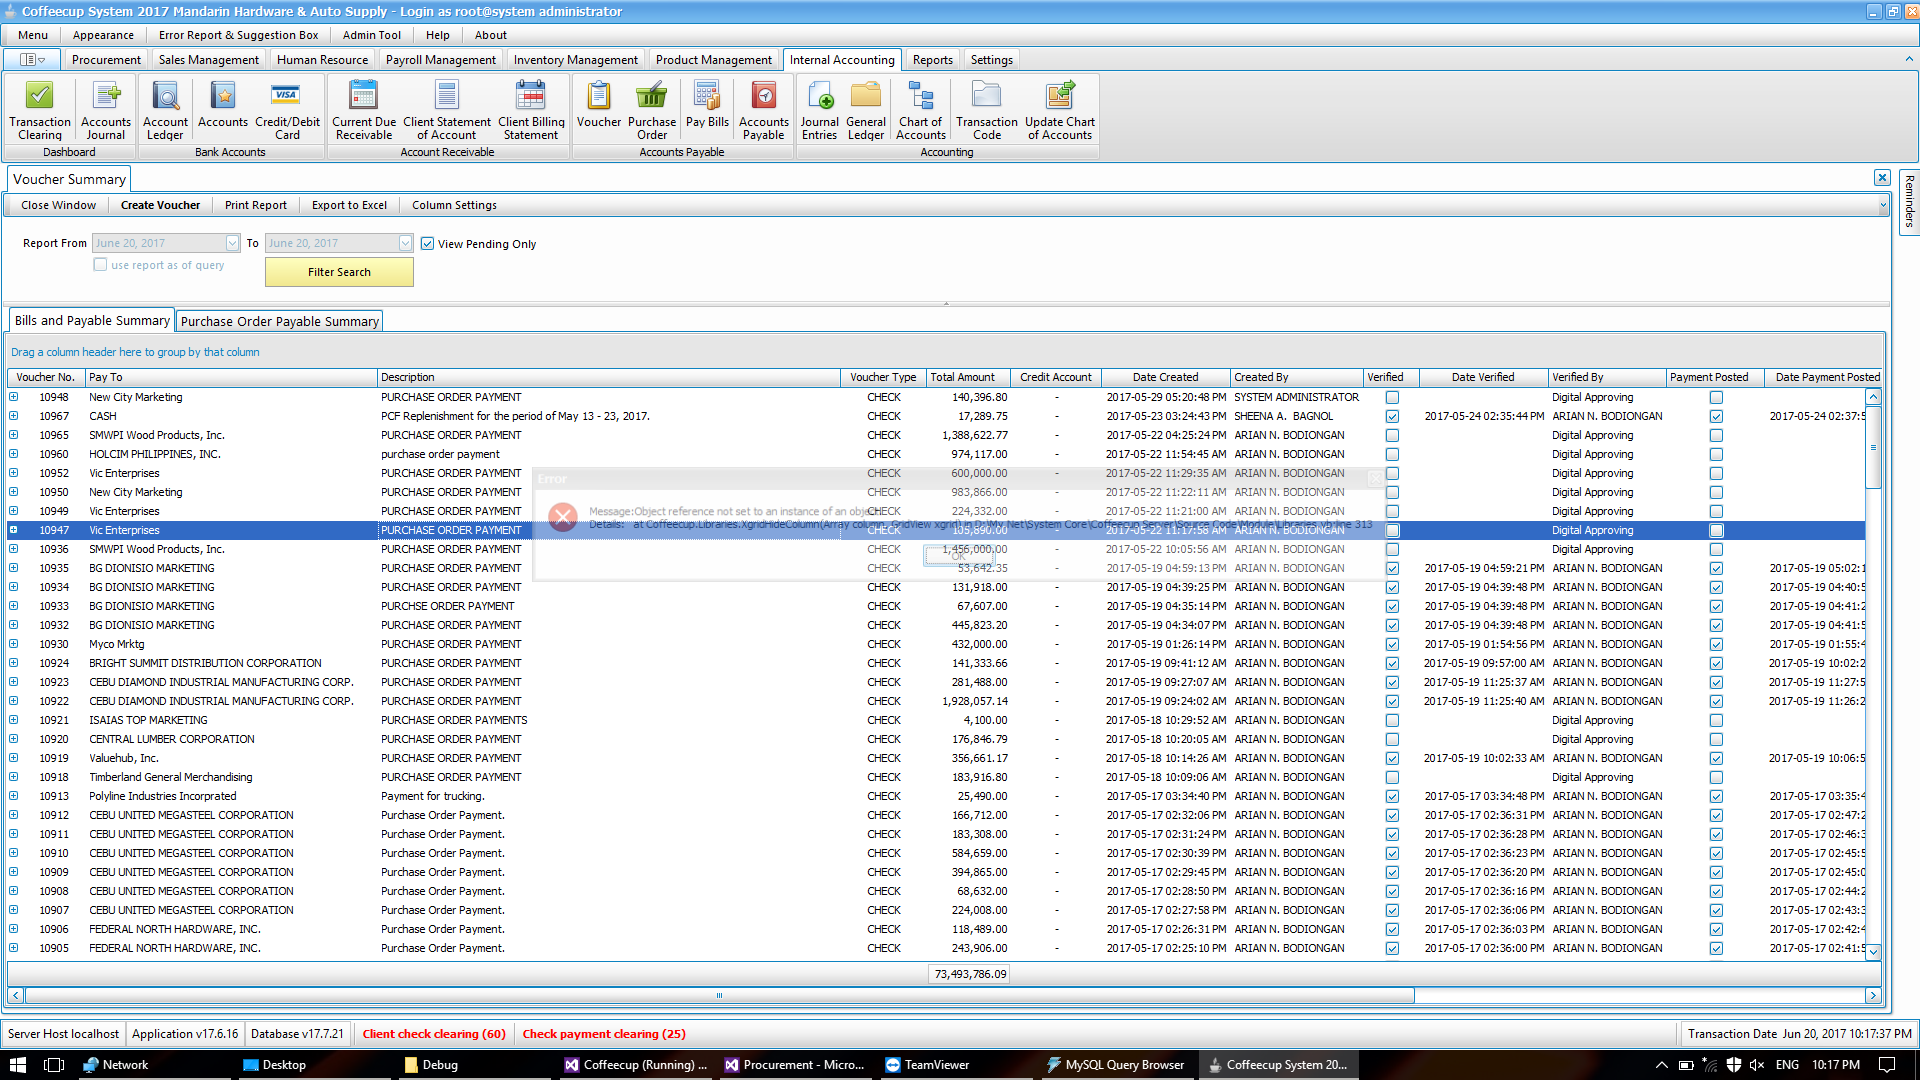 Coffeecup System 2017 Mandarin Hardware & Auto Supply - Login as root@system administrator
Menu Appearance Error Report & Suggestion Box Admin Tool Help About
Procurement Sales Management Human Resource Payroll Management Inventory Management Product Management Internal Accounting Reports Settings
Transaction Clearing Accounts Journal Account Ledger Accounts Credit/Debit Card Current Due Receivable Client Statement of Account Client Billing Statement Voucher Purchase Order Pay Bills Accounts Payable Journal Entries General Ledger Chart of Accounts Transaction Code Update Chart of Accounts
Dashboard Bank Accounts Account Receivable Accounts Payable Accounting
Voucher Summary
Reminders
Close Window Create Voucher Print Report Export to Excel Column Settings
Report From June 20, 2017 To June 20, 2017 View Pending Only
use report as of query Filter Search
Bills and Payable Summary Purchase Order Payable Summary
Drag a column header here to group by that column
Voucher No. Pay To Description Voucher Type Total Amount Credit Account Date Created Created By Verified Date Verified Verified By Payment Posted Date Payment Posted
10948 New City Marketing PURCHASE ORDER PAYMENT CHECK 140,396.80 - 2017-05-29 05:20:48 PM SYSTEM ADMINISTRATOR Digital Approving
10967 CASH PCF Replenishment for the period of May 13 - 23, 2017. CHECK 17,289.75 - 2017-05-23 03:24:43 PM SHEENA A. BAGNOL 2017-05-24 02:35:44 PM ARIAN N. BODIONGAN 2017-05-24 02:37:5
10965 SMWPI Wood Products, Inc. PURCHASE ORDER PAYMENT CHECK 1,388,622.77 - 2017-05-22 04:25:24 PM ARIAN N. BODIONGAN Digital Approving
10960 HOLCIM PHILIPPINES, INC. purchase order payment CHECK 974,117.00 - 2017-05-22 11:54:45 AM ARIAN N. BODIONGAN Digital Approving
10952 Vic Enterprises PURCHASE ORDER PAYMENT CHECK 600,000.00 - 2017-05-22 11:29:35 AM ARIAN N. BODIONGAN Digital Approving
Error
10950 New City Marketing PURCHASE ORDER PAYMENT CHECK 983,866.00 - 2017-05-22 11:22:11 AM ARIAN N. BODIONGAN Digital Approving
10949 Vic Enterprises PURCHASE ORDER PAYMENT CHECK 224,332.00 - 2017-05-22 11:21:00 AM ARIAN N. BODIONGAN Digital Approving
Message:Object reference not set to an instance of an object.
Details: at Coffeecup.Libraries.XgridHideColumn(Array column, GridView xgrid) in D:\My Net\System Core\Coffeecup Server\Source Code\Module\Libraries.vb:line 313
10947 Vic Enterprises PURCHASE ORDER PAYMENT CHECK 105,890.00 - 2017-05-22 11:17:58 AM ARIAN N. BODIONGAN Digital Approving
10936 SMWPI Wood Products, Inc. PURCHASE ORDER PAYMENT CHECK 1,456,000.00 - 2017-05-22 10:05:56 AM ARIAN N. BODIONGAN Digital Approving
OK
10935 BG DIONISIO MARKETING PURCHASE ORDER PAYMENT CHECK 53,642.35 - 2017-05-19 04:59:13 PM ARIAN N. BODIONGAN 2017-05-19 04:59:21 PM ARIAN N. BODIONGAN 2017-05-19 05:02:1
10934 BG DIONISIO MARKETING PURCHASE ORDER PAYMENT CHECK 131,918.00 - 2017-05-19 04:39:25 PM ARIAN N. BODIONGAN 2017-05-19 04:39:48 PM ARIAN N. BODIONGAN 2017-05-19 04:40:5
10933 BG DIONISIO MARKETING PURCHSE ORDER PAYMENT CHECK 67,607.00 - 2017-05-19 04:35:14 PM ARIAN N. BODIONGAN 2017-05-19 04:39:48 PM ARIAN N. BODIONGAN 2017-05-19 04:41:2
10932 BG DIONISIO MARKETING PURCHASE ORDER PAYMENT CHECK 445,823.20 - 2017-05-19 04:34:07 PM ARIAN N. BODIONGAN 2017-05-19 04:39:48 PM ARIAN N. BODIONGAN 2017-05-19 04:41:5
10930 Myco Mrktg PURCHASE ORDER PAYMENT CHECK 432,000.00 - 2017-05-19 01:26:14 PM ARIAN N. BODIONGAN 2017-05-19 01:54:56 PM ARIAN N. BODIONGAN 2017-05-19 01:55:4
10924 BRIGHT SUMMIT DISTRIBUTION CORPORATION PURCHASE ORDER PAYMENT CHECK 141,333.66 - 2017-05-19 09:41:12 AM ARIAN N. BODIONGAN 2017-05-19 09:57:00 AM ARIAN N. BODIONGAN 2017-05-19 10:02:2
10923 CEBU DIAMOND INDUSTRIAL MANUFACTURING CORP. PURCHASE ORDER PAYMENT CHECK 281,488.00 - 2017-05-19 09:27:07 AM ARIAN N. BODIONGAN 2017-05-19 11:25:37 AM ARIAN N. BODIONGAN 2017-05-19 11:27:5
10922 CEBU DIAMOND INDUSTRIAL MANUFACTURING CORP. PURCHASE ORDER PAYMENT CHECK 1,928,057.14 - 2017-05-19 09:24:02 AM ARIAN N. BODIONGAN 2017-05-19 11:25:40 AM ARIAN N. BODIONGAN 2017-05-19 11:26:2
10921 ISAIAS TOP MARKETING PURCHASE ORDER PAYMENTS CHECK 4,100.00 - 2017-05-18 10:29:52 AM ARIAN N. BODIONGAN Digital Approving
10920 CENTRAL LUMBER CORPORATION PURCHASE ORDER PAYMENT CHECK 176,846.79 - 2017-05-18 10:20:05 AM ARIAN N. BODIONGAN Digital Approving
10919 Valuehub, Inc. PURCHASE ORDER PAYMENT CHECK 356,661.17 - 2017-05-18 10:14:26 AM ARIAN N. BODIONGAN 2017-05-19 10:02:33 AM ARIAN N. BODIONGAN 2017-05-19 10:06:5
10918 Timberland General Merchandising PURCHASE ORDER PAYMENT CHECK 183,916.80 - 2017-05-18 10:09:06 AM ARIAN N. BODIONGAN Digital Approving
10913 Polyline Industries Incorprated Payment for trucking. CHECK 25,490.00 - 2017-05-17 03:34:40 PM ARIAN N. BODIONGAN 2017-05-17 03:34:48 PM ARIAN N. BODIONGAN 2017-05-17 03:35:4
10912 CEBU UNITED MEGASTEEL CORPORATION Purchase Order Payment. CHECK 166,712.00 - 2017-05-17 02:32:06 PM ARIAN N. BODIONGAN 2017-05-17 02:36:31 PM ARIAN N. BODIONGAN 2017-05-17 02:47:2
10911 CEBU UNITED MEGASTEEL CORPORATION Purchase Order Payment. CHECK 183,308.00 - 2017-05-17 02:31:24 PM ARIAN N. BODIONGAN 2017-05-17 02:36:28 PM ARIAN N. BODIONGAN 2017-05-17 02:46:3
10910 CEBU UNITED MEGASTEEL CORPORATION Purchase Order Payment. CHECK 584,659.00 - 2017-05-17 02:30:39 PM ARIAN N. BODIONGAN 2017-05-17 02:36:23 PM ARIAN N. BODIONGAN 2017-05-17 02:45:5
10909 CEBU UNITED MEGASTEEL CORPORATION Purchase Order Payment. CHECK 394,865.00 - 2017-05-17 02:29:45 PM ARIAN N. BODIONGAN 2017-05-17 02:36:20 PM ARIAN N. BODIONGAN 2017-05-17 02:45:0
10908 CEBU UNITED MEGASTEEL CORPORATION Purchase Order Payment. CHECK 68,632.00 - 2017-05-17 02:28:50 PM ARIAN N. BODIONGAN 2017-05-17 02:36:16 PM ARIAN N. BODIONGAN 2017-05-17 02:44:2
10907 CEBU UNITED MEGASTEEL CORPORATION Purchase Order Payment. CHECK 224,008.00 - 2017-05-17 02:27:58 PM ARIAN N. BODIONGAN 2017-05-17 02:36:06 PM ARIAN N. BODIONGAN 2017-05-17 02:43:3
10906 FEDERAL NORTH HARDWARE, INC. Purchase Order Payment. CHECK 118,489.00 - 2017-05-17 02:26:31 PM ARIAN N. BODIONGAN 2017-05-17 02:36:03 PM ARIAN N. BODIONGAN 2017-05-17 02:42:4
10905 FEDERAL NORTH HARDWARE, INC. Purchase Order Payment. CHECK 243,906.00 - 2017-05-17 02:25:10 PM ARIAN N. BODIONGAN 2017-05-17 02:36:00 PM ARIAN N. BODIONGAN 2017-05-17 02:41:5
73,493,786.09
Server Host localhost Application v17.6.16 Database v17.7.21 Client check clearing (60) Check payment clearing (25) Transaction Date Jun 20, 2017 10:17:37 PM
Network Desktop Debug Coffeecup (Running) ... Procurement - Micro... TeamViewer MySQL Query Browser Coffeecup System 20... ENG 10:17 PM